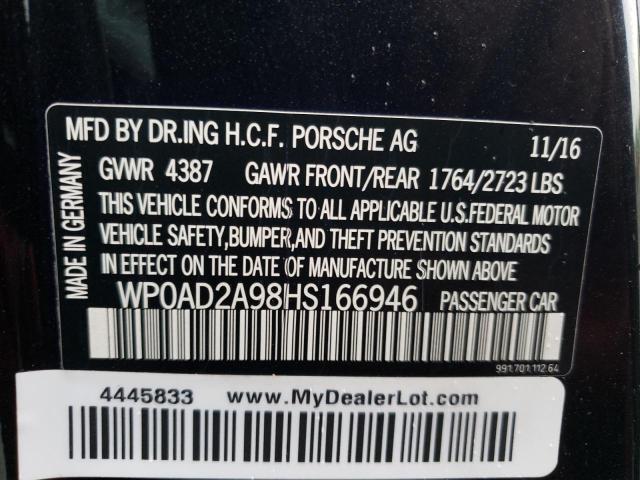 MFD BY DR.ING H.C.F. PORSCHE AG 11/16
GVWR 4387 GAWR FRONT/REAR 1764/2723 LBS
THIS VEHICLE CONFORMS TO ALL APPLICABLE U.S.FEDERAL MOTOR
VEHICLE SAFETY,BUMPER,AND THEFT PREVENTION STANDARDS
IN EFFECT ON THE DATE OF MANUFACTURE SHOWN ABOVE
WP0AD2A98HS166946 PASSENGER CAR
MADE IN GERMANY
991.701.112.64
4445833 www.MyDealerLot.com